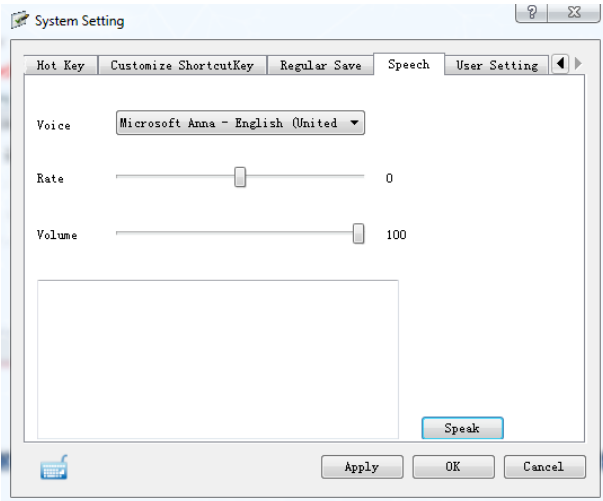 System Setting
?
Hot Key Customize ShortcutKey Regular Save Speech User Setting
Voice Microsoft Anna - English (United
Rate 0
Volume 100
Speak
Apply OK Cancel